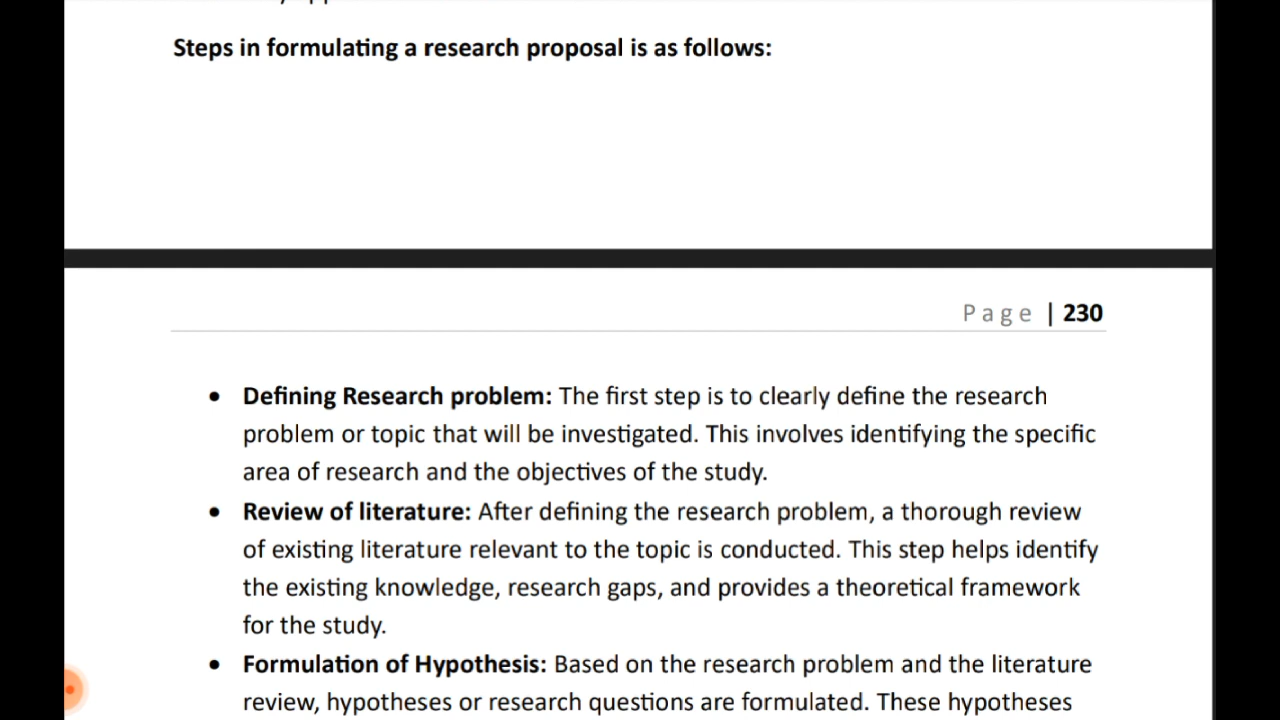 Steps in formulating a research proposal is as follows:
Page | 230
• Defining Research problem: The first step is to clearly define the research
problem or topic that will be investigated. This involves identifying the specific
area of research and the objectives of the study.
• Review of literature: After defining the research problem, a thorough review
of existing literature relevant to the topic is conducted. This step helps identify
the existing knowledge, research gaps, and provides a theoretical framework
for the study.
• Formulation of Hypothesis: Based on the research problem and the literature
review, hypotheses or research questions are formulated. These hypotheses